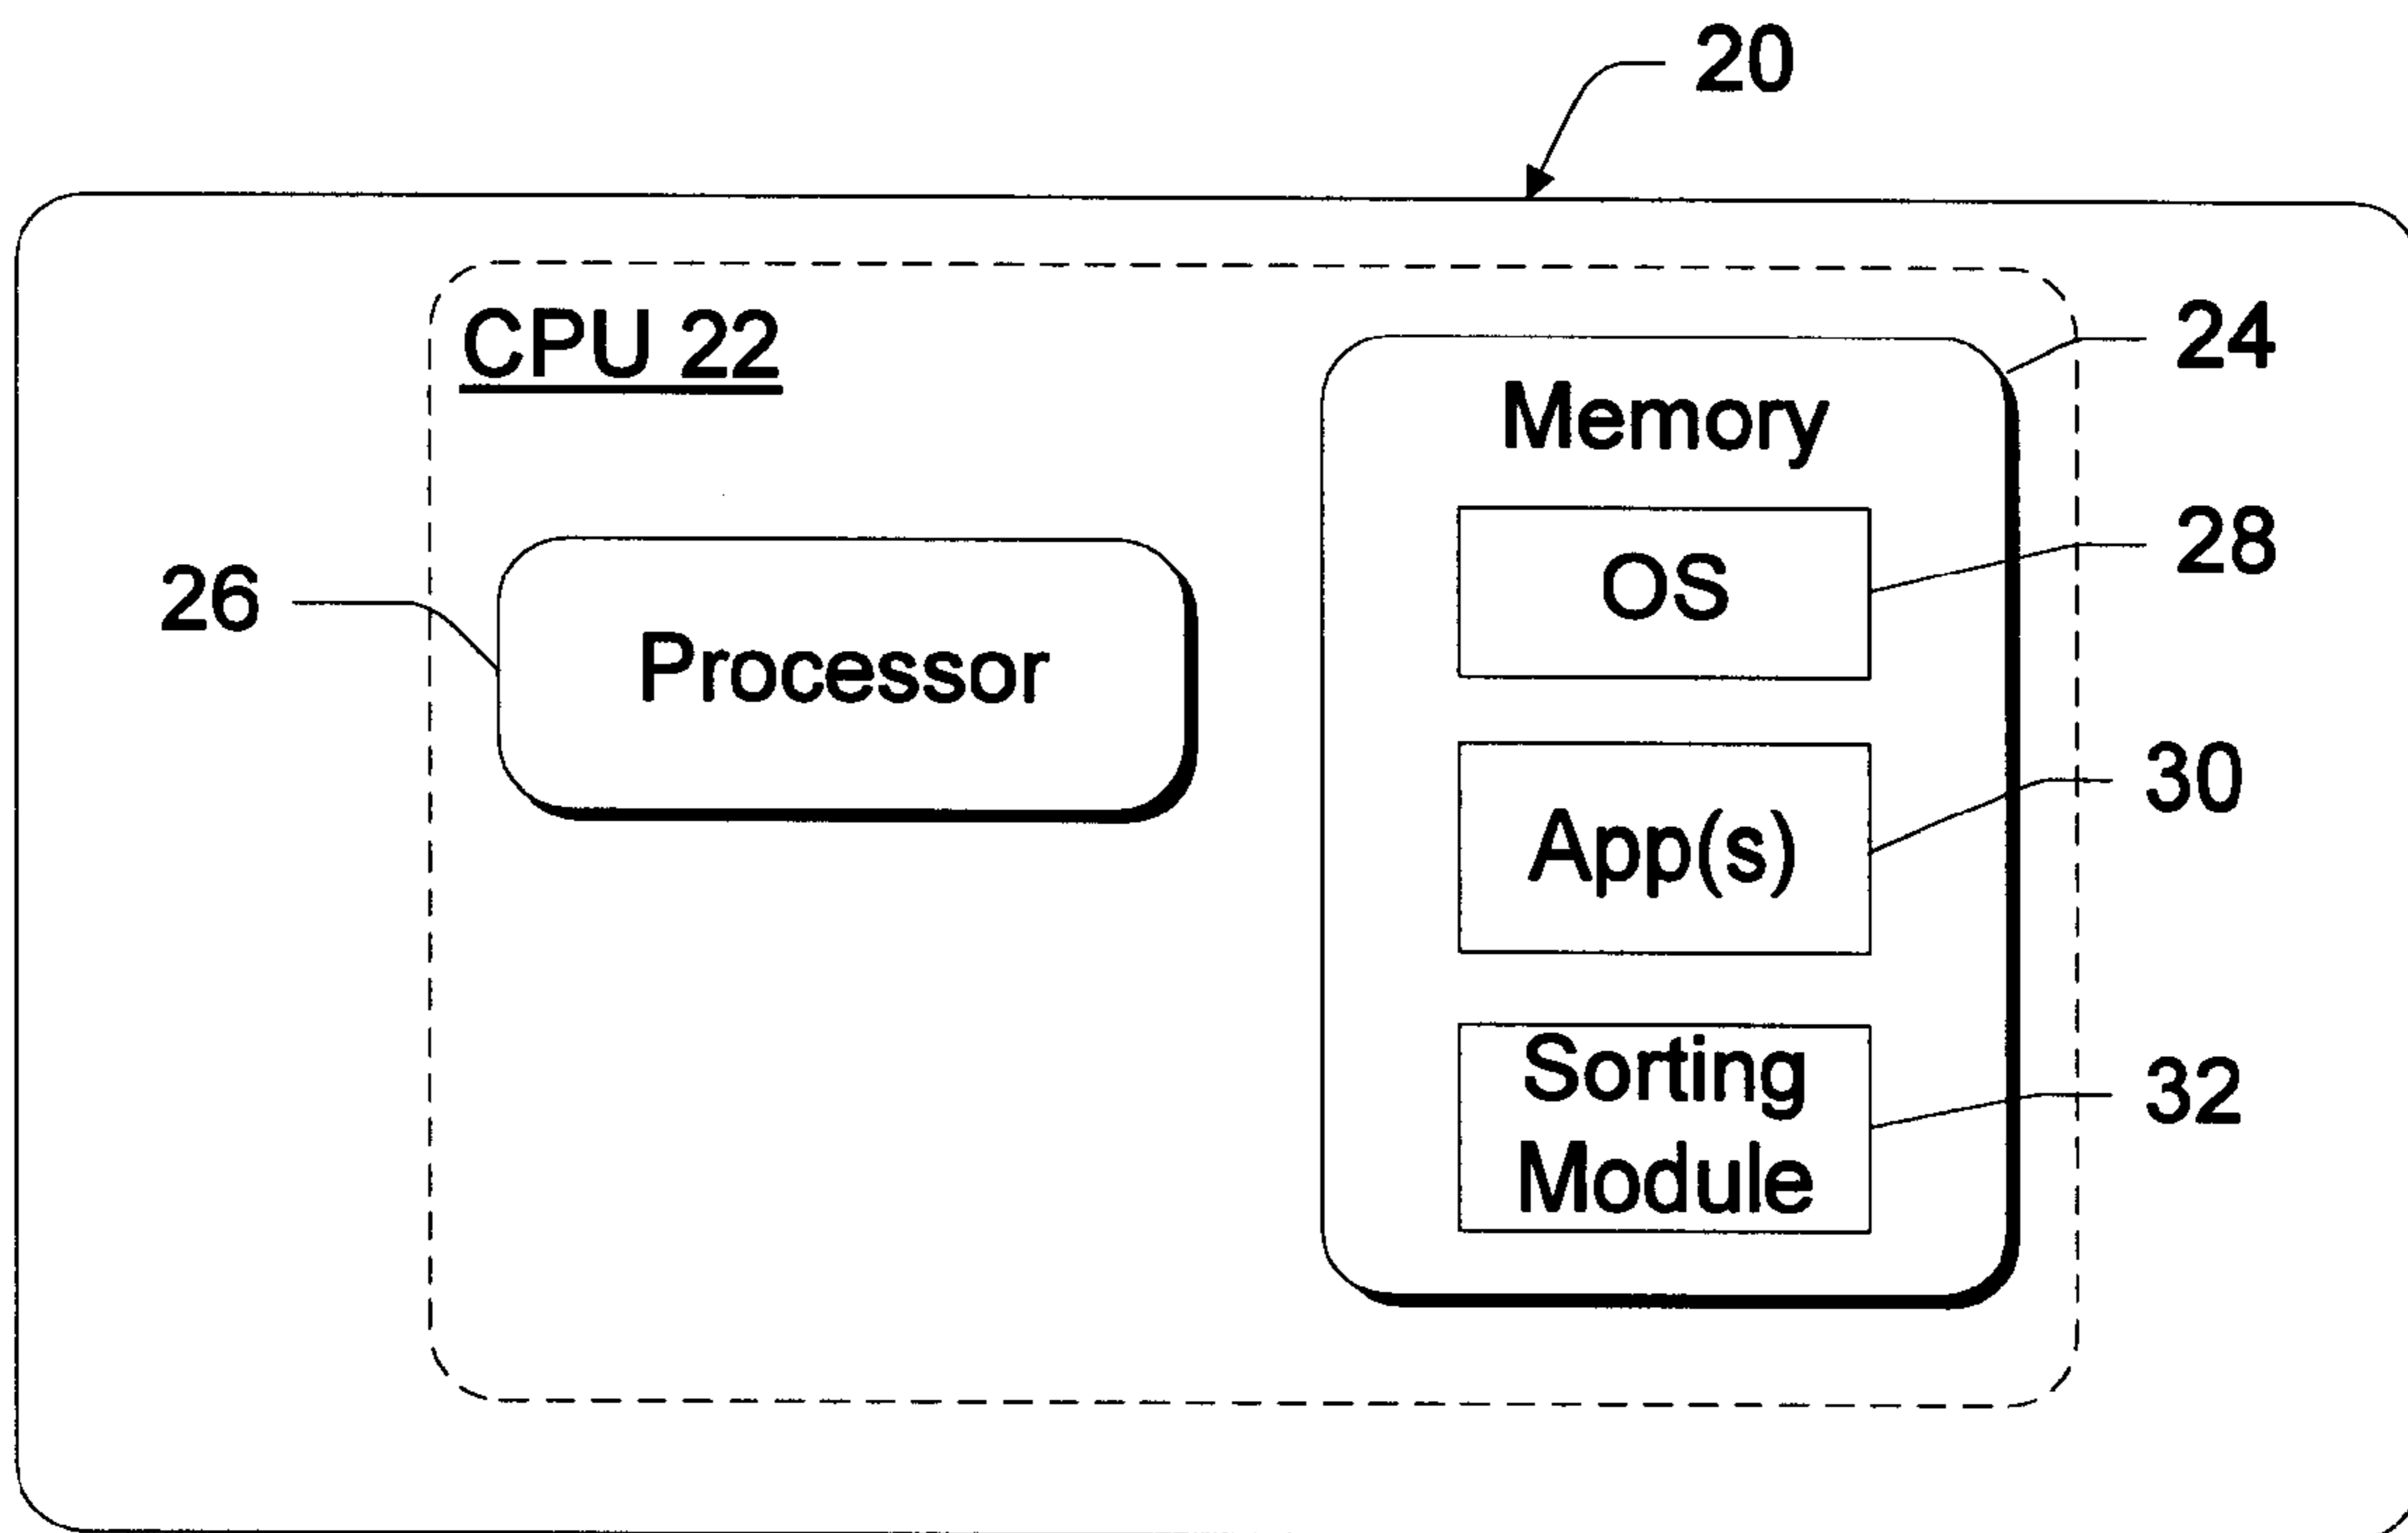 20
CPU 22
24
Memory
28
OS
26
Processor
30
App(s)
32
Sorting
Module